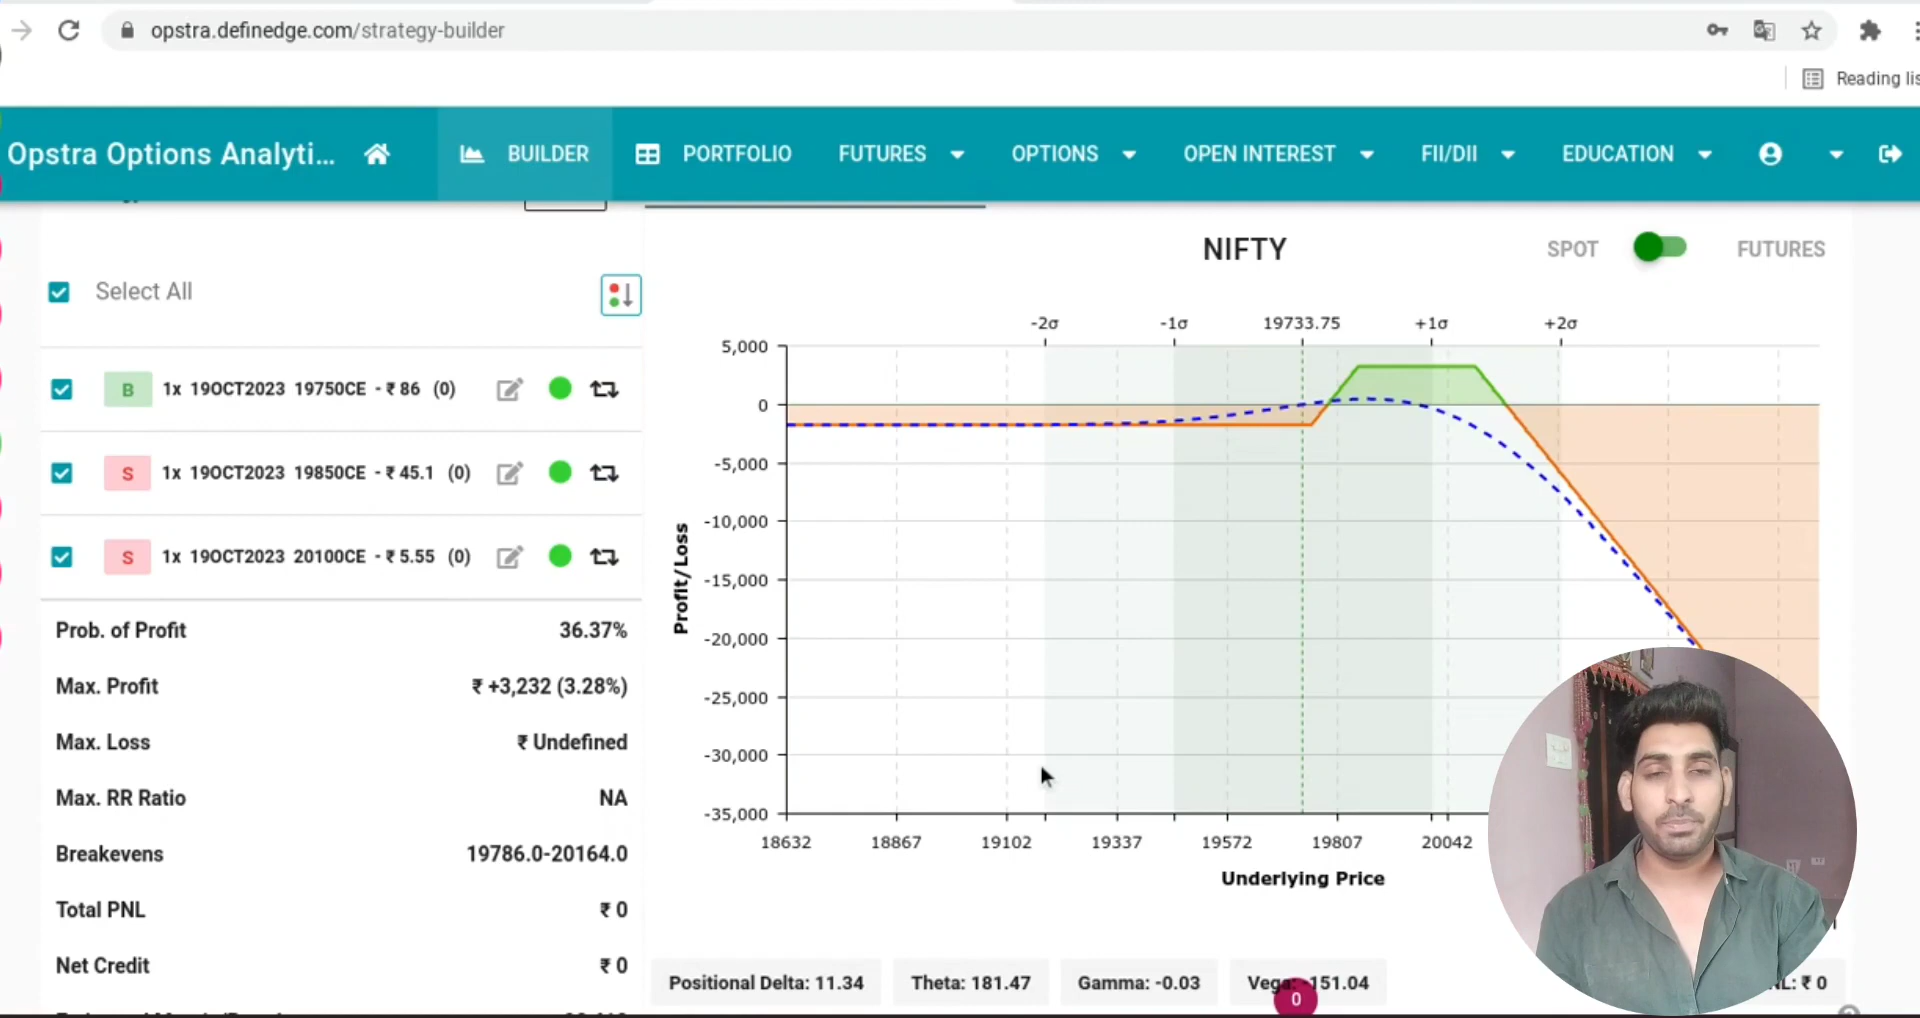 opstra.definedge.com/strategy-builder
Reading lis
Opstra Options Analyti...
BUILDER
PORTFOLIO
FUTURES
OPTIONS
OPEN INTEREST
FII/DII
EDUCATION
Select All
B 1x 19OCT2023 19750CE - ₹ 86 (0)
S 1x 19OCT2023 19850CE - ₹ 45.1 (0)
S 1x 19OCT2023 20100CE - ₹ 5.55 (0)
Prob. of Profit 36.37%
Max. Profit ₹ +3,232 (3.28%)
Max. Loss ₹ Undefined
Max. RR Ratio NA
Breakevens 19786.0-20164.0
Total PNL ₹ 0
Net Credit ₹ 0
NIFTY
SPOT FUTURES
-2σ -1σ 19733.75 +1σ +2σ
5,000
0
-5,000
-10,000
-15,000
-20,000
-25,000
-30,000
-35,000
Profit/Loss
18632 18867 19102 19337 19572 19807 20042
Underlying Price
Positional Delta: 11.34 Theta: 181.47 Gamma: -0.03 Vega: -151.04 NL: ₹ 0
0